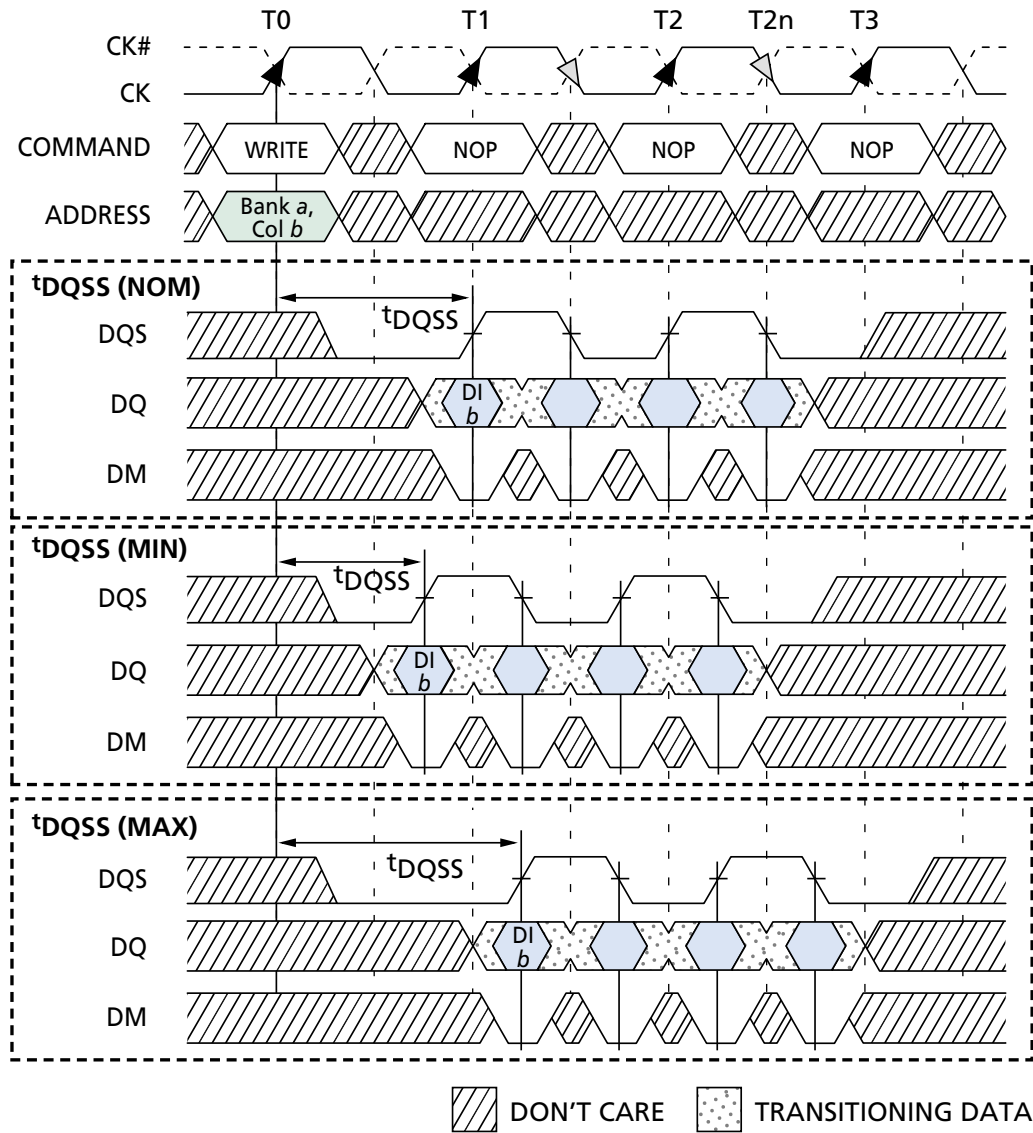 T0 T1 T2 T2n T3
CK#
CK
COMMAND WRITE NOP NOP NOP
ADDRESS Bank a,
Col b
tDQSS (NOM)
tDQSS
DQS
DQ DI
b
DM
tDQSS (MIN)
tDQSS
DQS
DQ DI
b
DM
tDQSS (MAX)
tDQSS
DQS
DQ DI
b
DM
DON'T CARE TRANSITIONING DATA